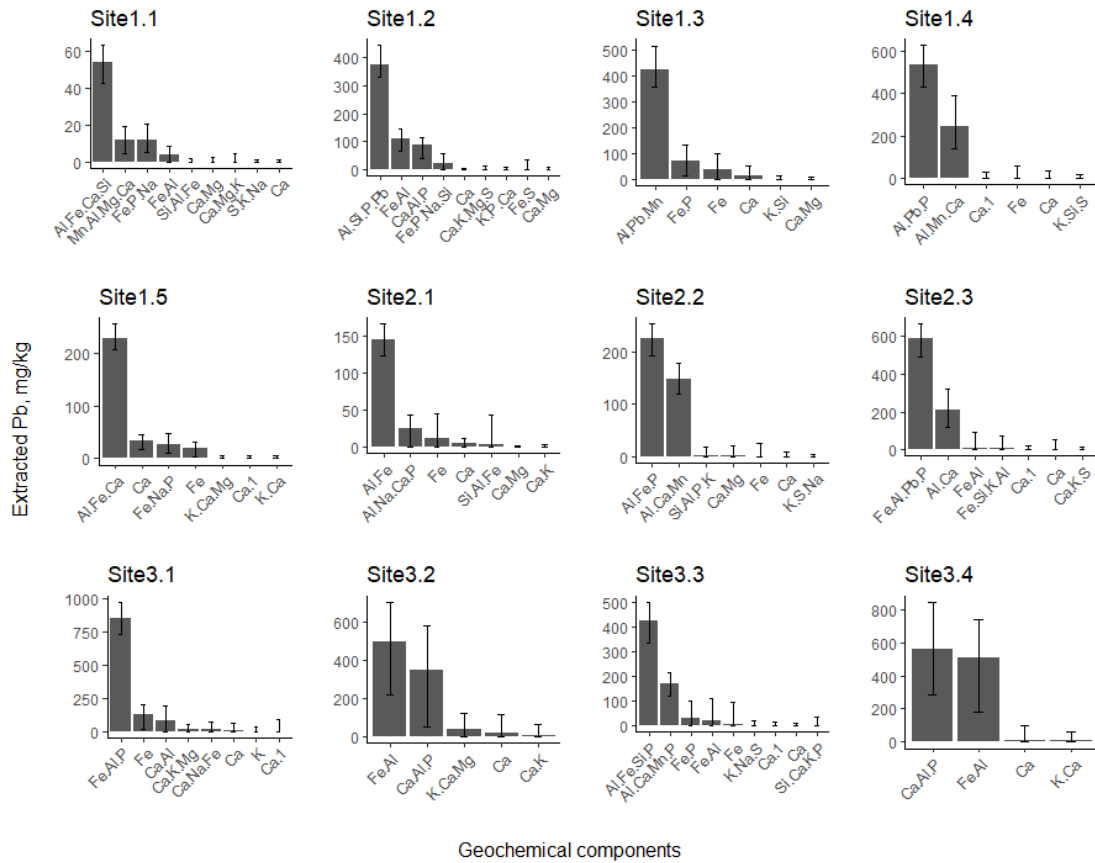 Site1.1
Site1.2
Site1.3
Site1.4
60
40
20
0
Al.Fe.Ca.Si
Mn.Al.Mg.Ca
Fe.P.Na
Fe.Al
Si.Al.Fe
Ca.Mg
Ca.Mg.K
S.K.Na
Ca
400
300
200
100
0
Al.Si.P.Pb
Fe.Al
Ca.Al.P
Fe.P.Na.Si
Ca
Ca.K.Mg.S
K.P.Ca
Fe.S
Ca.Mg
500
400
300
200
100
0
Al.Pb.Mn
Fe.P
Fe
Ca
K.Si
Ca.Mg
600
400
200
0
Al.Pb.P
Al.Mn.Ca
Ca.1
Fe
Ca
K.Si.S
Site1.5
Site2.1
Site2.2
Site2.3
200
100
0
Al.Fe.Ca
Ca
Fe.Na.P
Fe
K.Ca.Mg
Ca.1
K.Ca
150
100
50
0
Al.Fe
Al.Na.Ca.P
Fe
Ca
Si.Al.Fe
Ca.Mg
Ca.K
200
100
0
Al.Fe.P
Al.Ca.Mn
Si.Al.P.K
Ca.Mg
Fe
Ca
K.S.Na
600
400
200
0
Fe.Al.Pb.P
Al.Ca
Fe.Al
Fe.Si.K.Al
Ca.1
Ca
Ca.K.S
Site3.1
Site3.2
Site3.3
Site3.4
1000
750
500
250
0
Fe.Al.P
Fe
Ca.Al
Ca.K.Mg
Ca.Na.Fe
Ca
K
Ca.1
600
400
200
0
Fe.Al
Ca.Al.P
K.Ca.Mg
Ca
Ca.K
500
400
300
200
100
0
Al.Fe.Si.P
Al.Ca.Mn.P
Fe.P
Fe.Al
Fe
K.Na.S
Ca.1
Ca
Si.Ca.K.P
800
600
400
200
0
Ca.Al.P
Fe.Al
Ca
K.Ca
Extracted Pb, mg/kg
Geochemical components